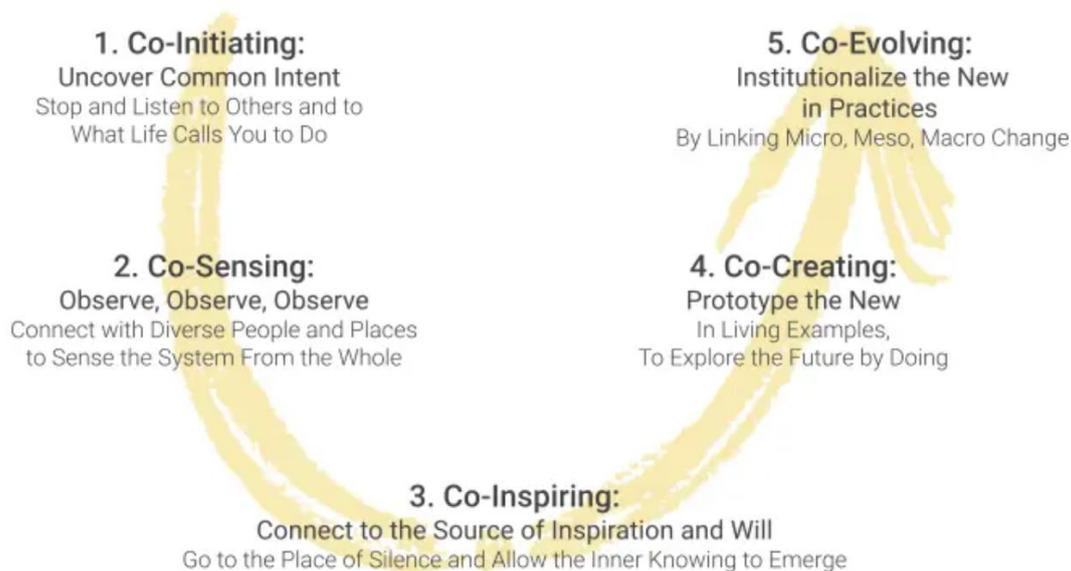 1. Co-Initiating:
Uncover Common Intent
Stop and Listen to Others and to
What Life Calls You to Do
2. Co-Sensing:
Observe, Observe, Observe
Connect with Diverse People and Places
to Sense the System From the Whole
3. Co-Inspiring:
Connect to the Source of Inspiration and Will
Go to the Place of Silence and Allow the Inner Knowing to Emerge
4. Co-Creating:
Prototype the New
In Living Examples,
To Explore the Future by Doing
5. Co-Evolving:
Institutionalize the New
in Practices
By Linking Micro, Meso, Macro Change